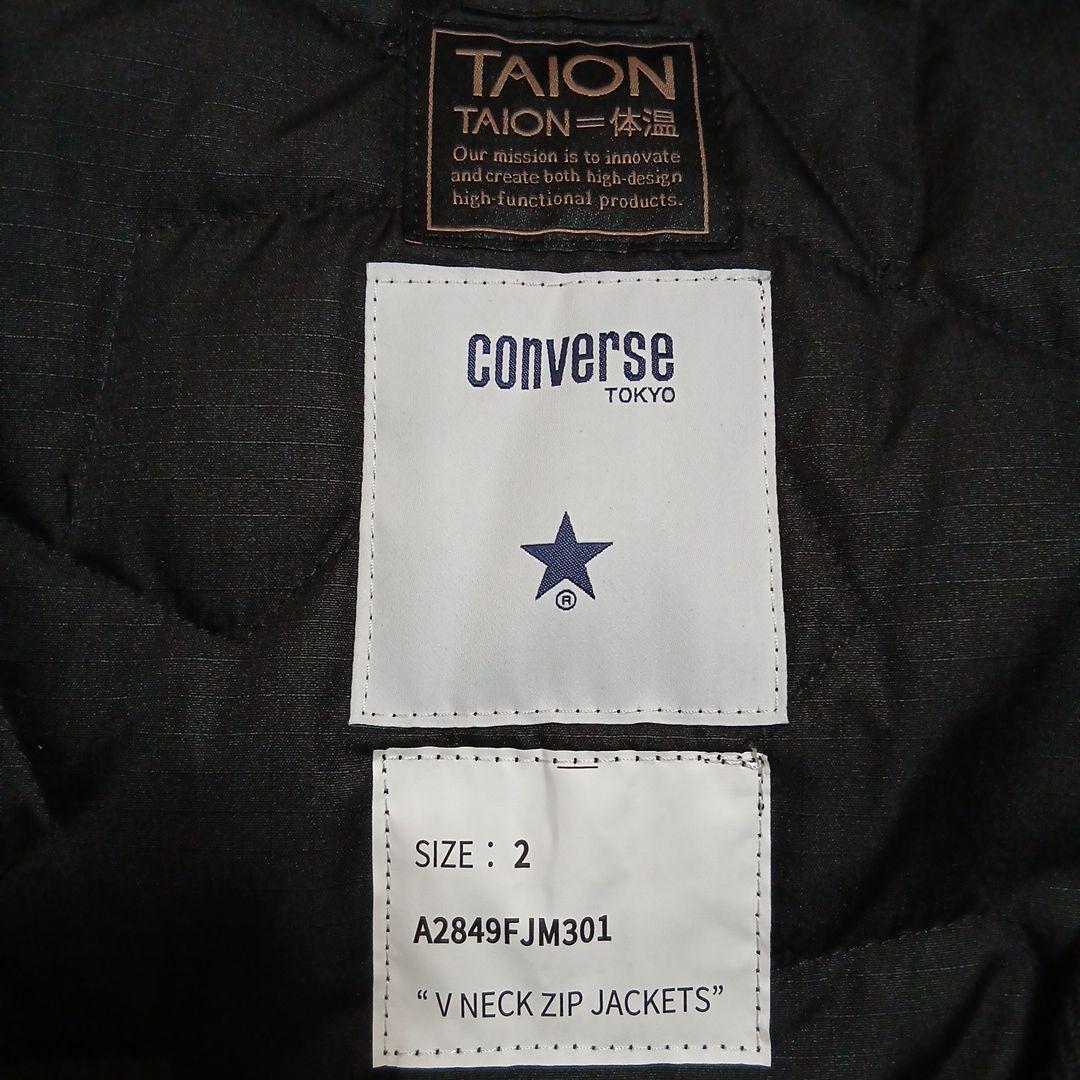 TAION
TAION=体温
Our mission is to innovate
and create both high-design
high-functional products.
converse
TOKYO
®
SIZE : 2
A2849FJM301
“ V NECK ZIP JACKETS”